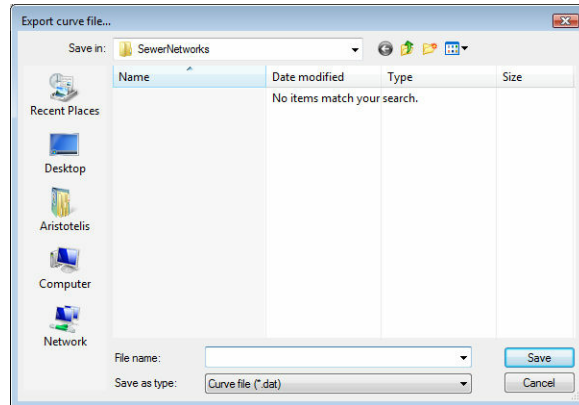 Export curve file...
Save in: SewerNetworks
Name Date modified Type Size
No items match your search.
Recent Places
Desktop
Aristotelis
Computer
Network
File name: Save
Save as type: Curve file (*.dat) Cancel